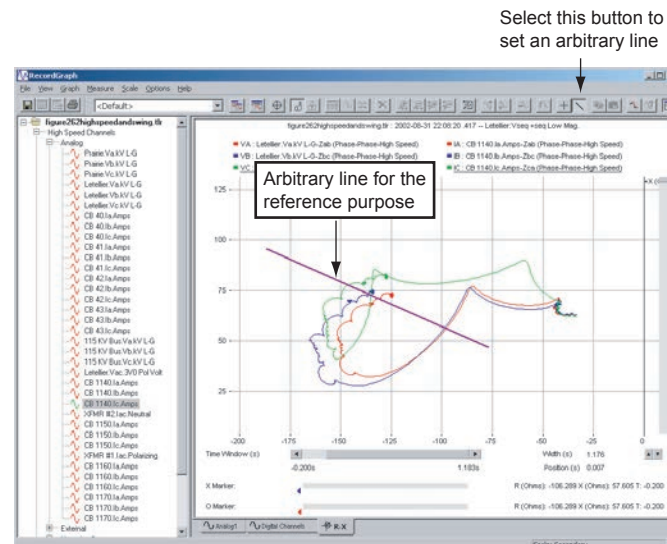 Select this button to
set an arbitrary line
RecordGraph
File View Graph Measure Scale Options Help
<Default>
figure262highspeedandswing.tlr
High Speed Channels
Analog
Prairie.Va.kV L-G
Prairie.Vb.kV L-G
Prairie.Vc.kV L-G
Letellier.Va.kV L-G
Letellier.Vb.kV L-G
Letellier.Vc.kV L-G
CB 40.Ia.Amps
CB 40.Ib.Amps
CB 40.Ic.Amps
CB 41.Ia.Amps
CB 41.Ib.Amps
CB 41.Ic.Amps
CB 42.Ia.Amps
CB 42.Ib.Amps
CB 42.Ic.Amps
CB 43.Ia.Amps
CB 43.Ib.Amps
CB 43.Ic.Amps
115 KV Bus.Va.kV L-G
115 KV Bus.Vb.kV L-G
115 KV Bus.Vc.kV L-G
Letellier.Vac.3V0 Pol Volt
CB 1140.Ia.Amps
CB 1140.Ib.Amps
CB 1140.Ic.Amps
XFMR #2.Iac.Neutral
CB 1150.Ia.Amps
CB 1150.Ib.Amps
CB 1150.Ic.Amps
XFMR #1.Iac.Polarizing
CB 1160.Ia.Amps
CB 1160.Ib.Amps
CB 1160.Ic.Amps
CB 1170.Ia.Amps
CB 1170.Ib.Amps
CB 1170.Ic.Amps
External
figure262highspeedandswing.tlr : 2002-08-31 22:08:20 .417 -- Letellier:Vseq +seq:Low Mag.
VA : Letellier.Va.kV L-G-Zab (Phase-Phase-High Speed)
IA : CB 1140.Ia.Amps-Zab (Phase-Phase-High Speed)
VB : Letellier.Vb.kV L-G-Zbc (Phase-Phase-High Speed)
IB : CB 1140.Ib.Amps-Zbc (Phase-Phase-High Speed)
VC
IC : CB 1140.Ic.Amps-Zca (Phase-Phase-High Speed)
Arbitrary line for the
reference purpose
125
100
75
50
25
-200 -175 -150 -125 -100 -75 -50 -25 0
Time Window (s)
-0.200s
1.183s
Width (s) 1.176
Position (s) 0.007
X Marker:
R (Ohms): -106.289 X (Ohms): 57.605 T: -0.200
O Marker:
R (Ohms): -106.289 X (Ohms): 57.605 T: -0.200
Analog1 Digital Channels R-X